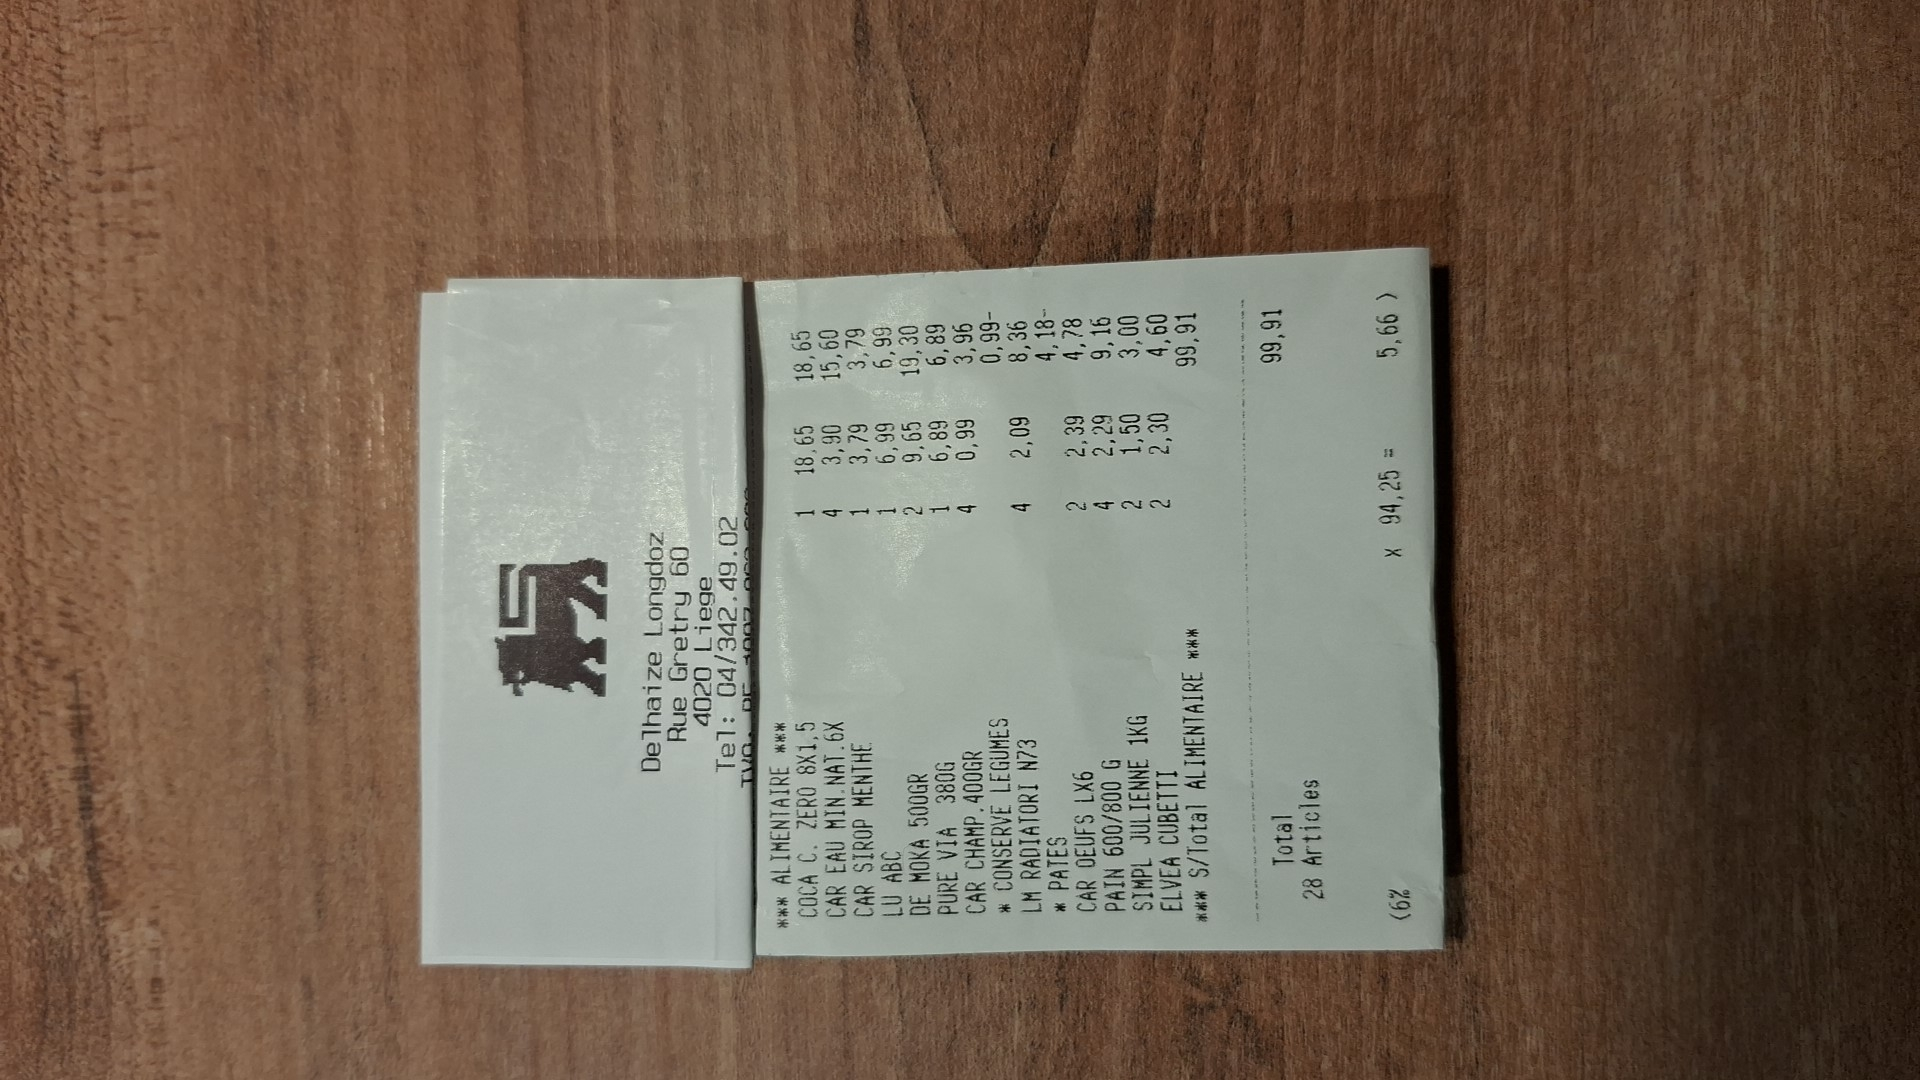 Delhaize Longdoz
Rue Gretry 60
4020 Liege
Tel: 04/342.49.02
*** ALIMENTAIRE ***
COCA C. ZERO 8X1,5 1 18,65 18,65
CAR EAU MIN.NAT.6X 4 3,90 15,60
CAR SIROP MENTHE 1 3,79 3,79
LU ABC 1 6,99 6,99
DE MOKA 500GR 2 9,65 19,30
PURE VIA 380G 1 6,89 6,89
CAR CHAMP.400GR 4 0,99 3,96
* CONSERVE LEGUMES 0,99-
LM RADIATORI N73 4 2,09 8,36
* PATES 4,18-
CAR OEUFS LX6 2 2,39 4,78
PAIN 600/800 G 4 2,29 9,16
SIMPL JULIENNE 1KG 2 1,50 3,00
ELVEA CUBETTI 2 2,30 4,60
*** S/Total ALIMENTAIRE *** 99,91
Total 99,91
28 Articles
(6% X 94,25 = 5,66 )